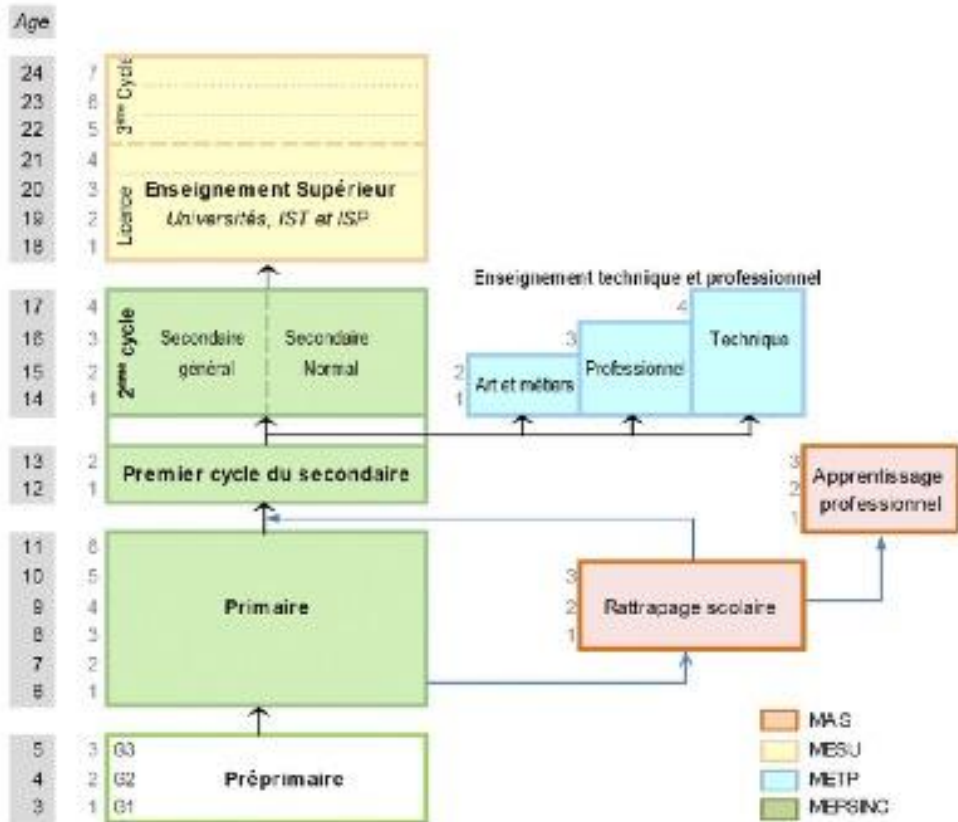 Age
24 7
23 6
22 5
3ème Cycle
21 4
20 3
19 2
18 1
Licence
Enseignement Supérieur
Universités, IST et ISP
Enseignement technique et professionnel
17 4
16 3
15 2
14 1
2ème cycle
Secondaire général
Secondaire Normal
2
1
Art et métiers
3
Professionnel
4
Technique
13 2
12 1
Premier cycle du secondaire
3
2
1
Apprentissage
professionnel
11 6
10 5
9 4
8 3
7 2
6 1
Primaire
3
2
1
Rattrapage scolaire
5 3 G3
4 2 G2
3 1 G1
Préprimaire
MAS
MESU
METP
MEPSINC